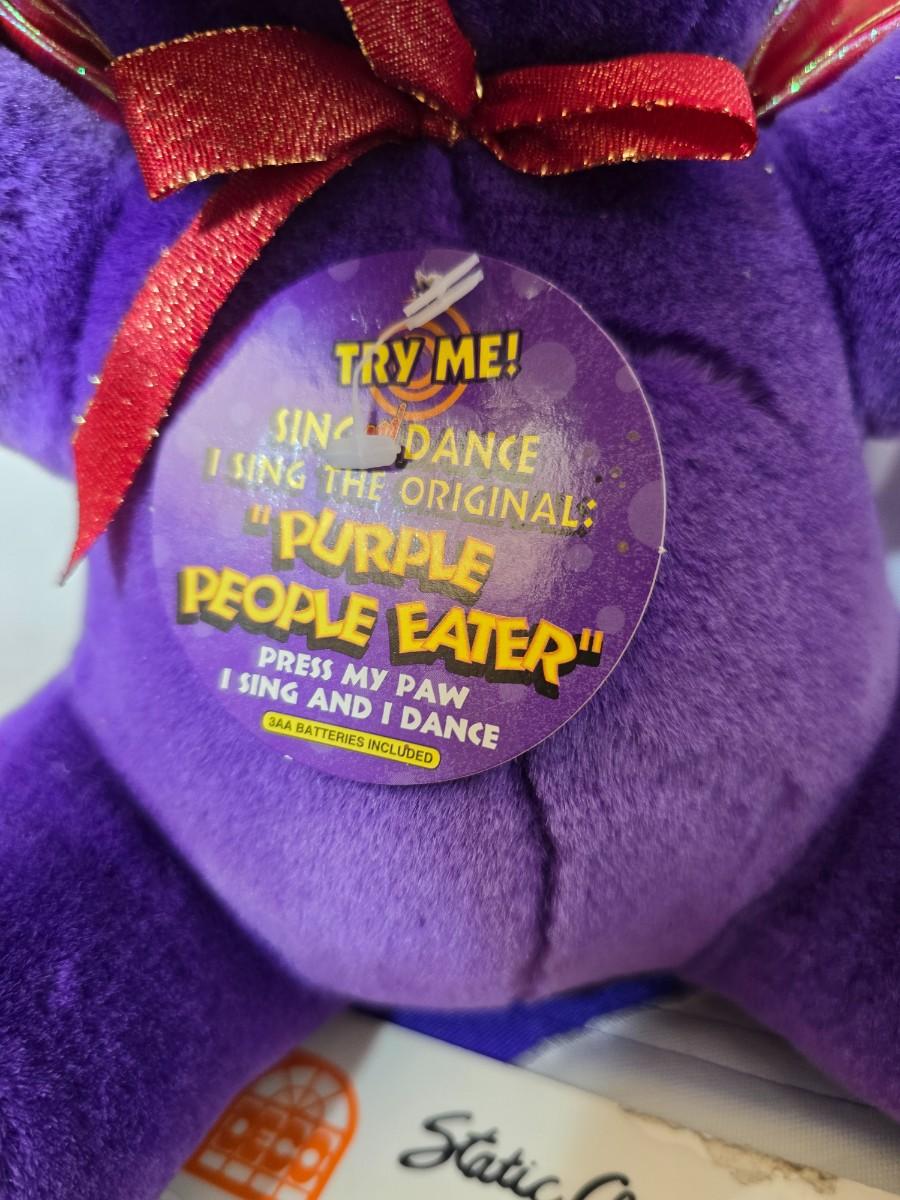 TRY ME!
SING DANCE
I SING THE ORIGINAL:
"PURPLE
PEOPLE EATER"
PRESS MY PAW
I SING AND I DANCE
3AA BATTERIES INCLUDED
DECO
Static